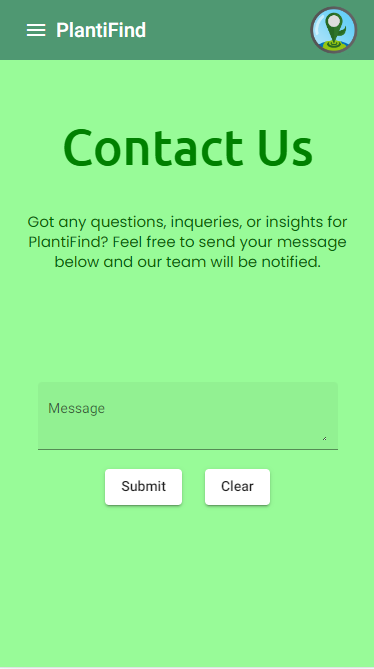 PlantiFind
Contact Us
Got any questions, inqueries, or insights for
PlantiFind? Feel free to send your message
below and our team will be notified.
Message
Submit Clear